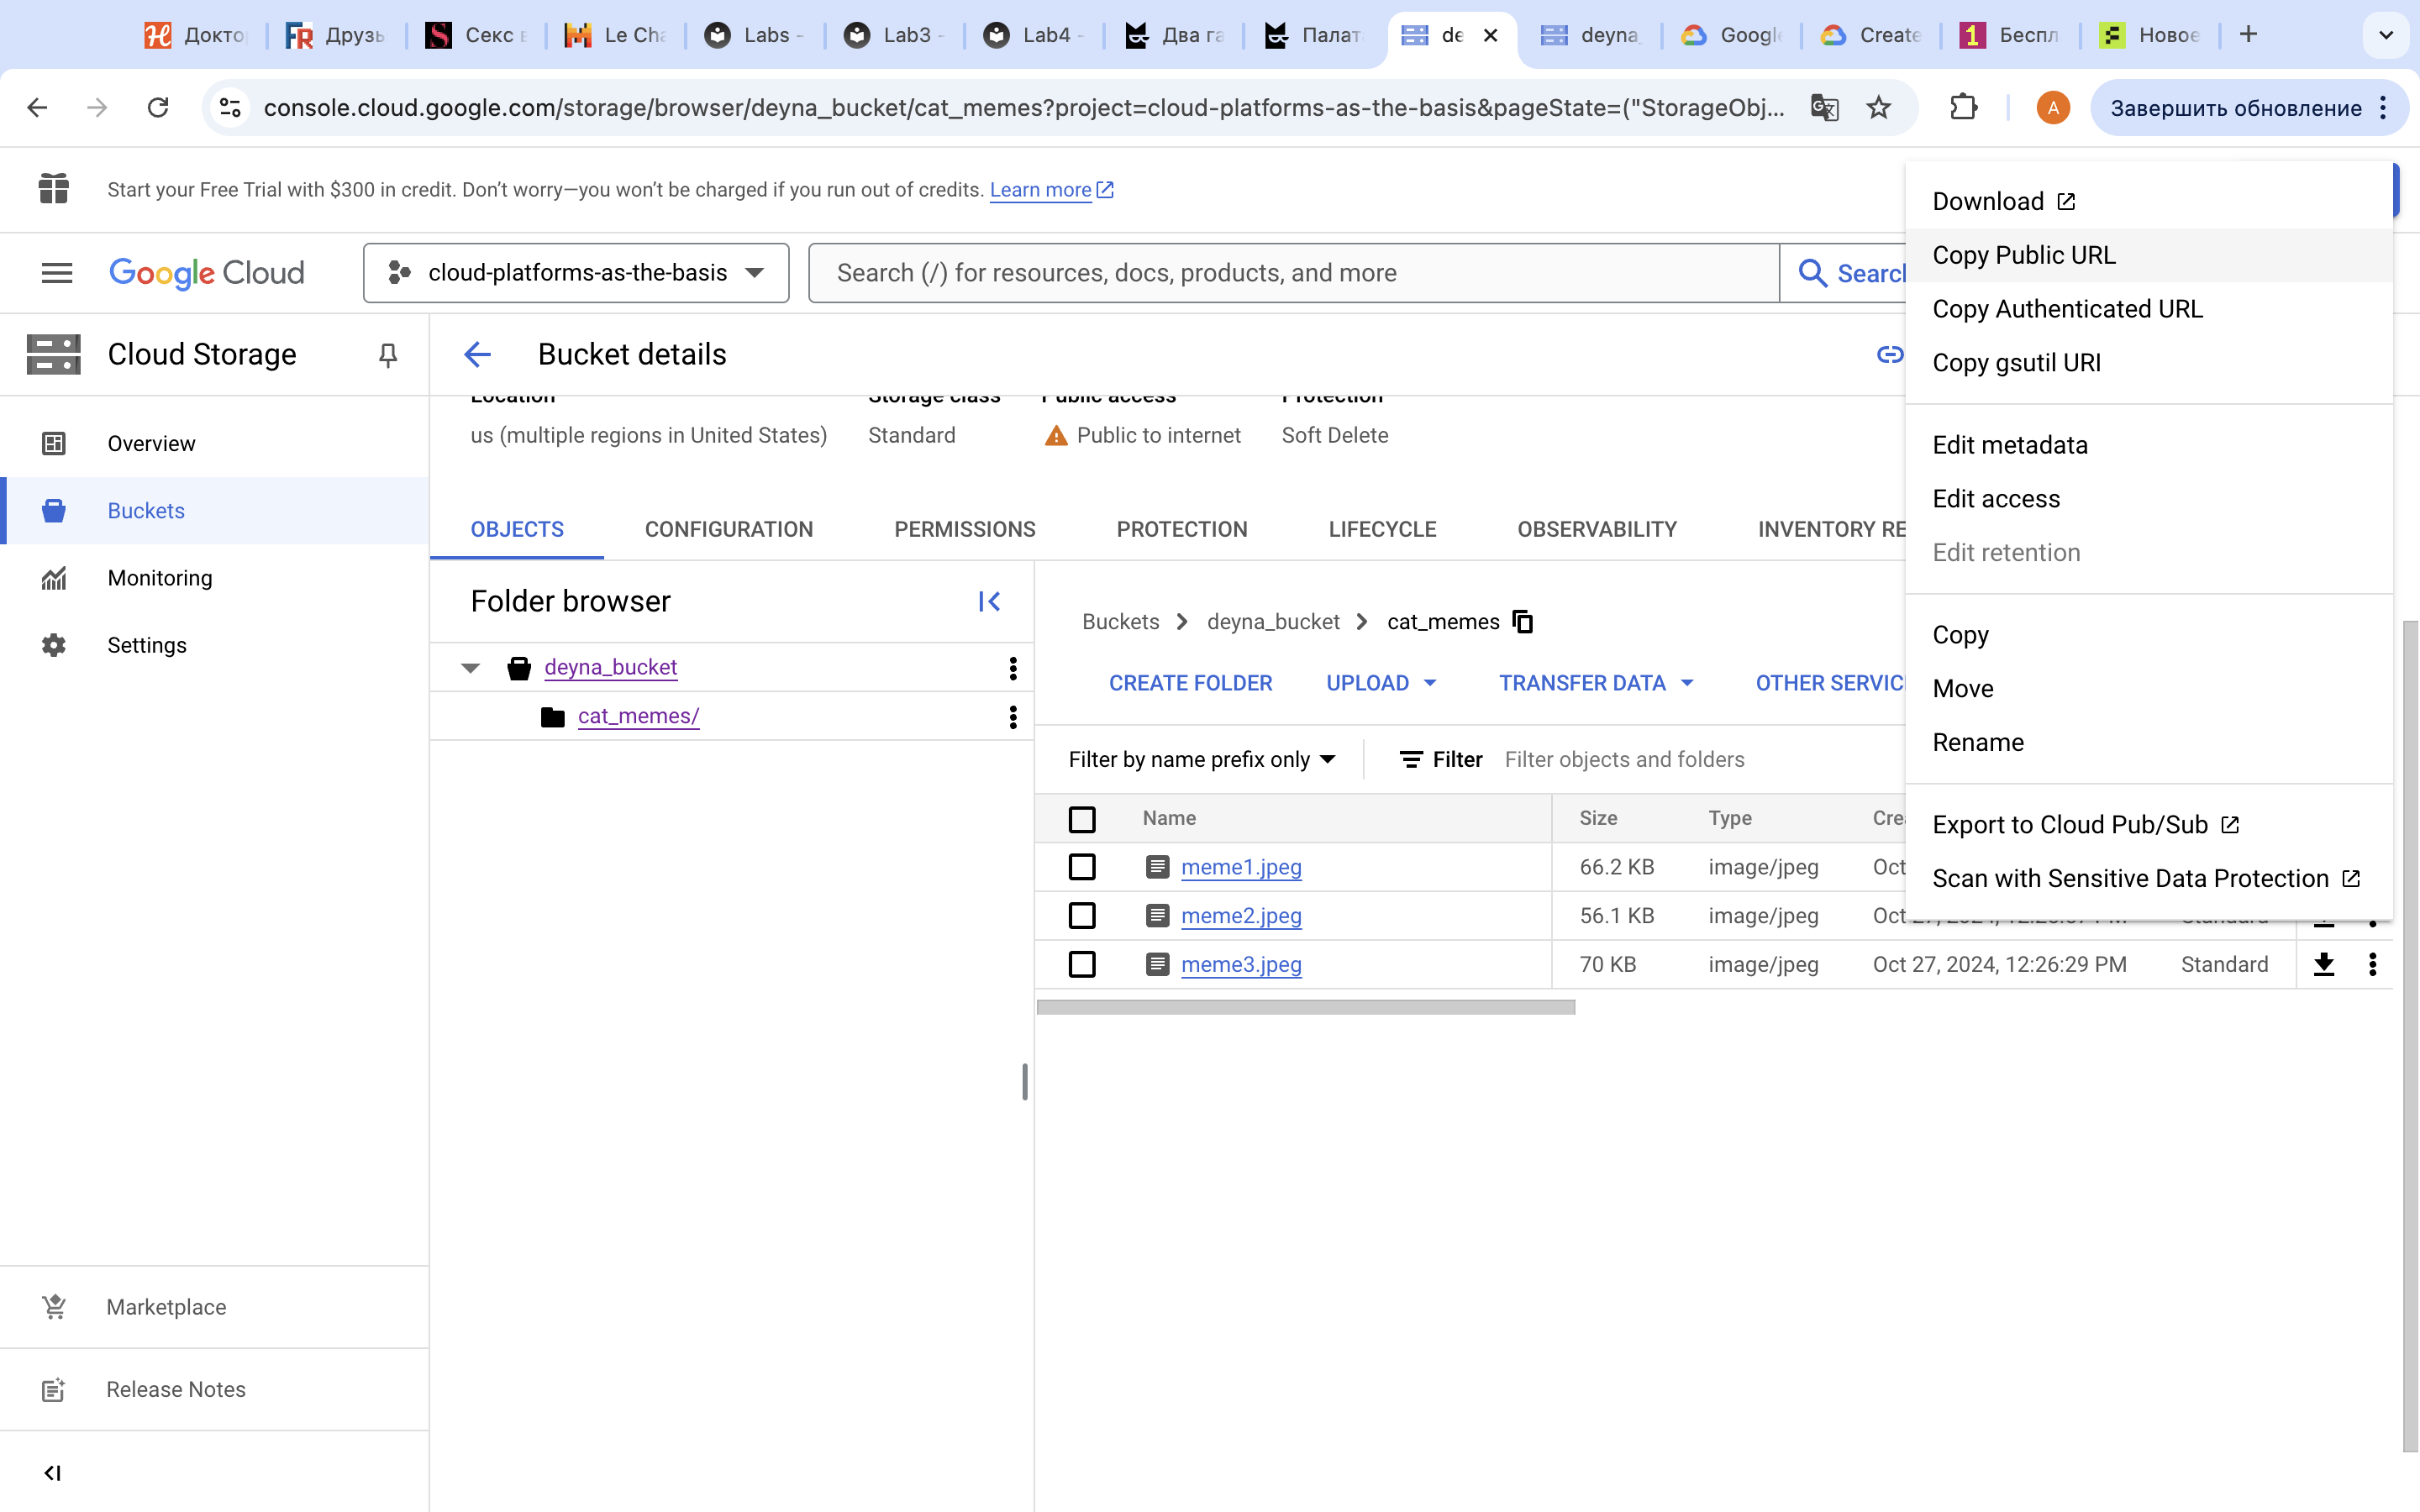 Докто
Друзь
Секс в
Le Cha
Labs -
Lab3 -
Lab4 -
Два га
Палат
de
deyna_
Google
Create
Беспл
Новое
console.cloud.google.com/storage/browser/deyna_bucket/cat_memes?project=cloud-platforms-as-the-basis&pageState=("StorageObj...
A
Завершить обновление
Start your Free Trial with $300 in credit. Don’t worry—you won’t be charged if you run out of credits. Learn more
Google Cloud
cloud-platforms-as-the-basis
Search (/) for resources, docs, products, and more
Search
Cloud Storage
Overview
Buckets
Monitoring
Settings
Marketplace
Release Notes
Bucket details
Location
Storage class
Public access
Protection
us (multiple regions in United States)
Standard
Public to internet
Soft Delete
OBJECTS
CONFIGURATION
PERMISSIONS
PROTECTION
LIFECYCLE
OBSERVABILITY
INVENTORY RE
Folder browser
deyna_bucket
cat_memes/
Buckets
deyna_bucket
cat_memes
CREATE FOLDER
UPLOAD
TRANSFER DATA
OTHER SERVIC
Filter by name prefix only
Filter
Filter objects and folders
Name
Size
Type
Cre
meme1.jpeg
66.2 KB
image/jpeg
Oct
meme2.jpeg
56.1 KB
image/jpeg
Oct 27, 2024,
Standard
meme3.jpeg
70 KB
image/jpeg
Oct 27, 2024, 12:26:29 PM
Standard
Download
Copy Public URL
Copy Authenticated URL
Copy gsutil URI
Edit metadata
Edit access
Edit retention
Copy
Move
Rename
Export to Cloud Pub/Sub
Scan with Sensitive Data Protection